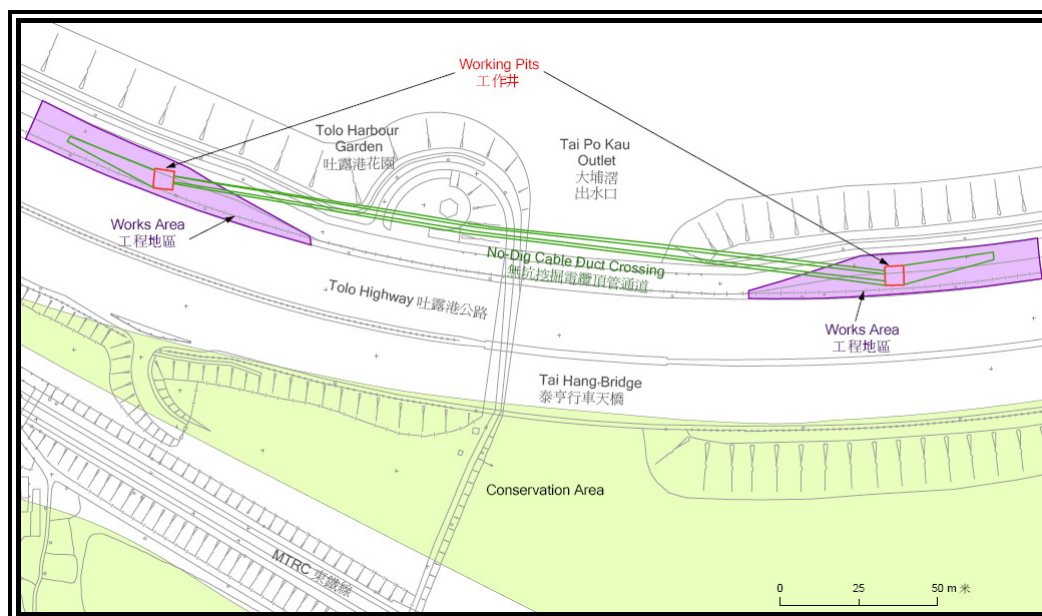 Working Pits
工作井
Tolo Harbour
Garden
吐露港花園
Tai Po Kau
Outlet
大埔滘
出水口
Works Area
工程地區
No-Dig Cable Duct Crossing
無坑挖掘電纜頂管通道
Tolo Highway 吐露港公路
Works Area
工程地區
Tai Hang Bridge
泰亨行車天橋
Conservation Area
MTRC 東鐵線
0 25 50 m 米